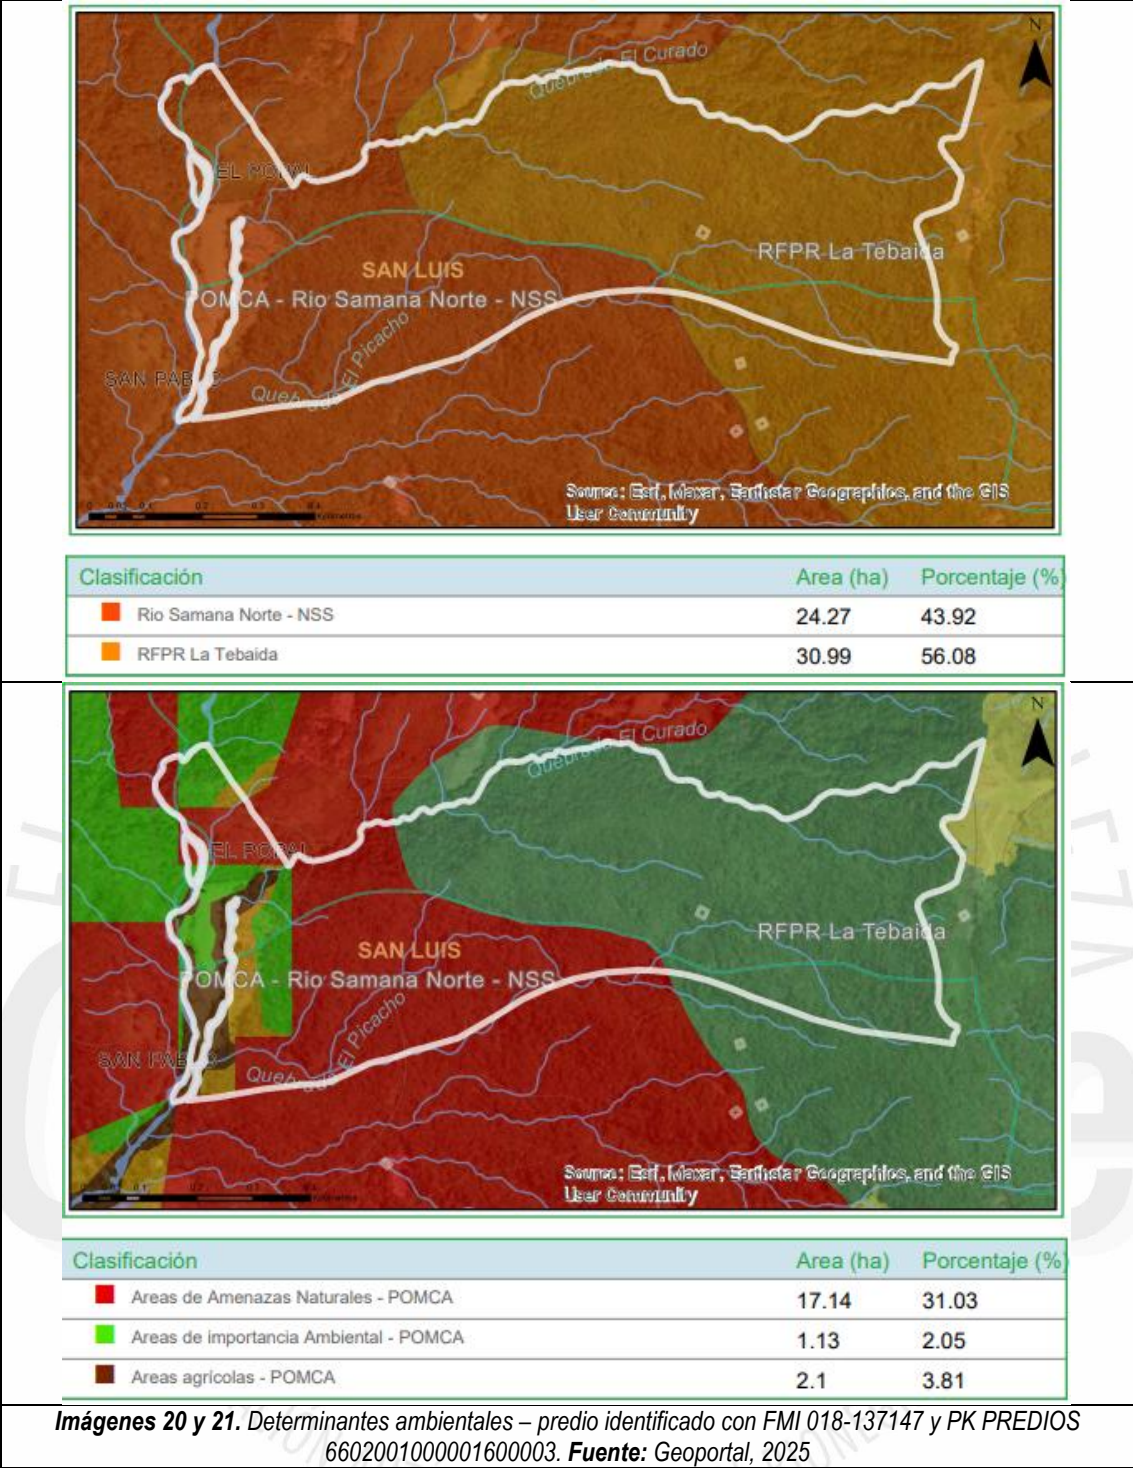 Quebrada El Curado
N
EL POPAL
RFPR La Tebaida
SAN LUIS
POMCA - Rio Samana Norte - NSS
Quebrada El Picacho
SAN PABLO
Source: Esri, Maxar, Earthstar Geographics, and the GIS
User Community
Clasificación Area (ha) Porcentaje (%)
Rio Samana Norte - NSS 24.27 43.92
RFPR La Tebaida 30.99 56.08
N
Quebrada El Curado
EL POPAL
RFPR La Tebaida
SAN LUIS
POMCA - Rio Samana Norte - NSS
Quebrada El Picacho
SAN PABLO
Source: Esri, Maxar, Earthstar Geographics, and the GIS
User Community
Clasificación Area (ha) Porcentaje (%)
Areas de Amenazas Naturales - POMCA 17.14 31.03
Areas de importancia Ambiental - POMCA 1.13 2.05
Areas agrícolas - POMCA 2.1 3.81
Imágenes 20 y 21. Determinantes ambientales – predio identificado con FMI 018-137147 y PK PREDIOS
6602001000001600003. Fuente: Geoportal, 2025